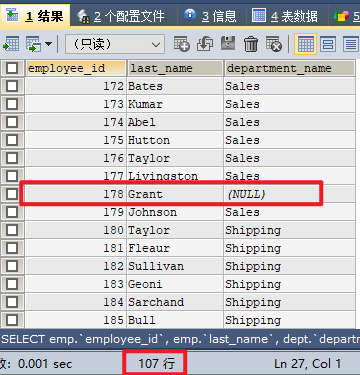 1 结果 2 个配置文件 3 信息 4 表数据
（只读）
employee_id last_name department_name
172 Bates Sales
173 Kumar Sales
174 Abel Sales
175 Hutton Sales
176 Taylor Sales
177 Livingston Sales
178 Grant (NULL)
179 Johnson Sales
180 Taylor Shipping
181 Fleaur Shipping
182 Sullivan Shipping
183 Geoni Shipping
184 Sarchand Shipping
185 Bull Shipping
SELECT emp.`employee_id`, emp.`last_name`, dept.`departm
: 0.001 sec 107 行 Ln 27, Col 1